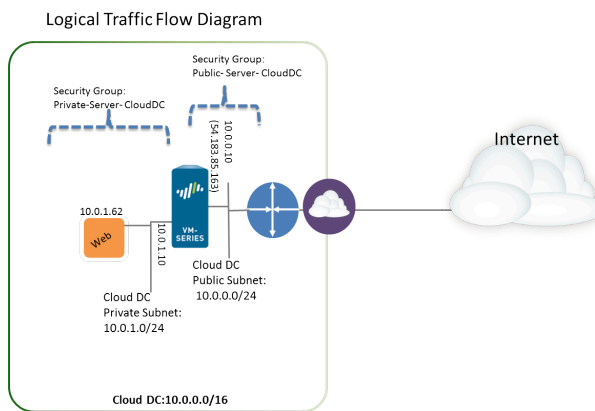 Logical Traffic Flow Diagram
Security Group:
Public- Server- CloudDC
Security Group:
Private-Server- CloudDC
10.0.0.10
(54.183.85.163)
Internet
10.0.1.62
Web
10.0.1.10
VM-
SERIES
Cloud DC
Public Subnet:
10.0.0.0/24
Cloud DC
Private Subnet:
10.0.1.0/24
Cloud DC:10.0.0.0/16